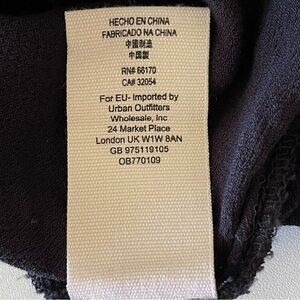 HECHO EN CHINA
FABRICADO NA CHINA
中國制造
中国製
RN# 66170
CA# 32054
For EU- Imported by
Urban Outfitters
Wholesale, Inc
24 Market Place
London UK W1W 8AN
GB 975119105
OB770109